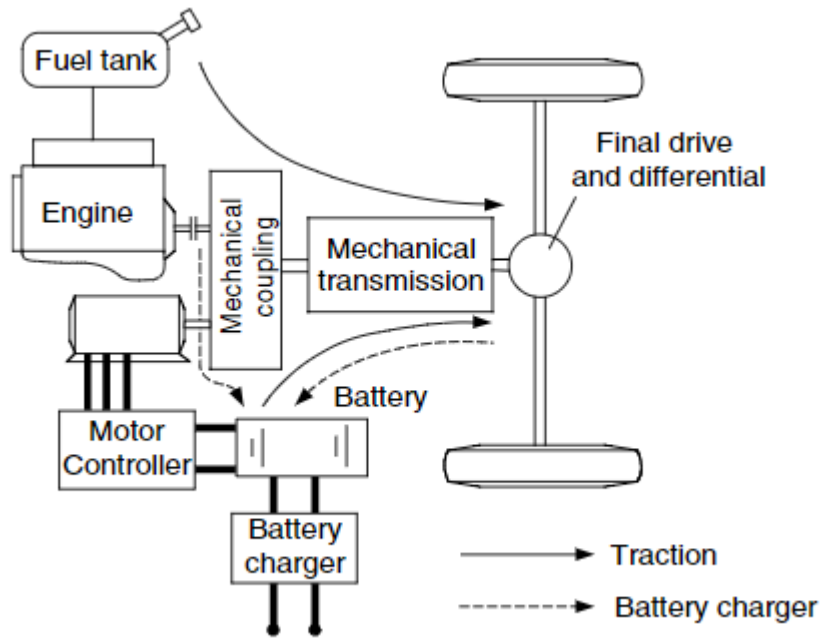 Fuel tank
Final drive
and differential
Engine
Mechanical
coupling
Mechanical
transmission
Battery
Motor
Controller
Battery
charger
Traction
Battery charger